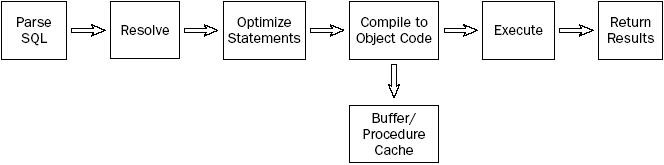 Parse
SQL
Resolve
Optimize
Statements
Compile to
Object Code
Execute
Return
Results
Buffer/
Procedure
Cache